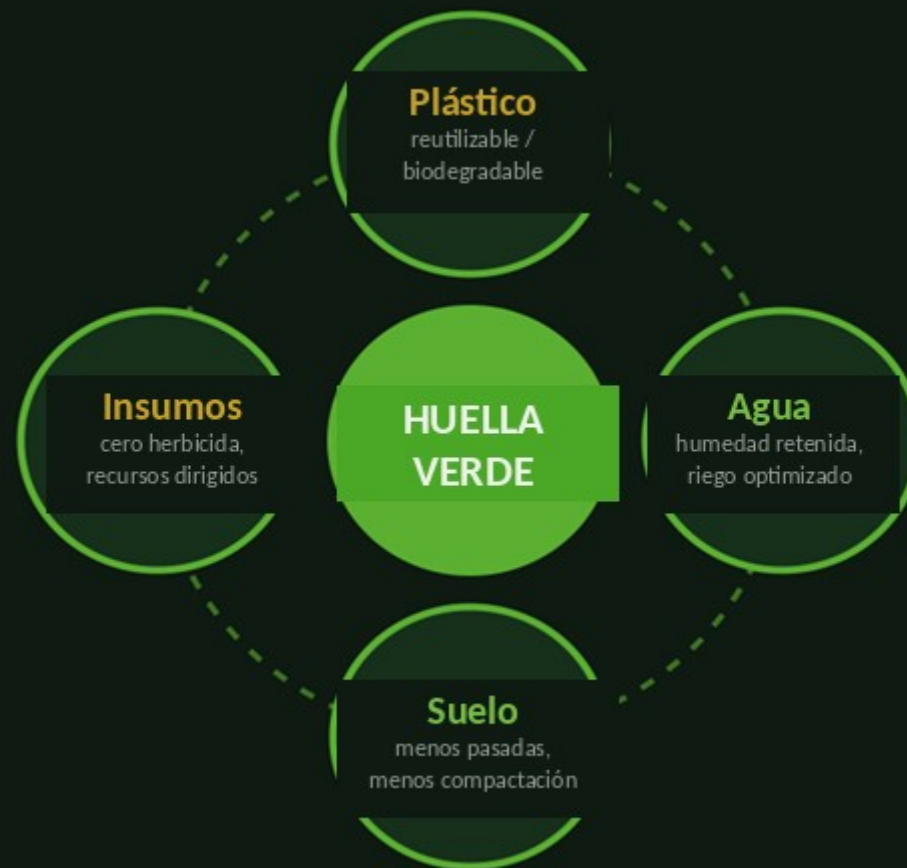 Plástico
reutilizable /
biodegradable
Insumos
cero herbicida,
recursos dirigidos
HUELLA
VERDE
Agua
humedad retenida,
riego optimizado
Suelo
menos pasadas,
menos compactación